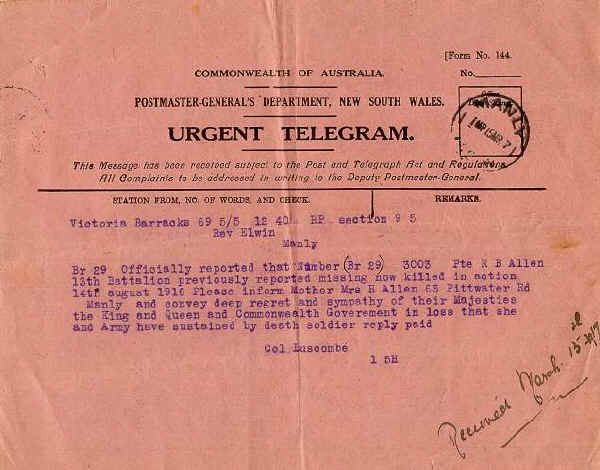 [Form No. 144.
COMMONWEALTH OF AUSTRALIA.
No.
POSTMASTER-GENERAL'S DEPARTMENT, NEW SOUTH WALES.
URGENT TELEGRAM.
MANLY
This Message has been received subject to the Post and Telegraph Act and Regulations.
All Complaints to be addressed in writing to the Deputy Postmaster-General.
STATION FROM, NO. OF WORDS, AND CHECK.
REMARKS.
Victoria Barracks 69 5/5 12 40 RP section 9 5
Rev Elwin
Manly
Br 29 Officially reported that Number (Br 29) 3003 Pte R B Allen
13th Battalion previously reported missing now killed in action
14th august 1916 Please inform Mother Mrs H Allen 63 Pittwater Rd
Manly and convey deep regret and sympathy of their Majesties
the King and Queen and Commonwealth Goverement in loss that she
and Army have sustained by death soldier reply paid
Col Luscombe
1 5H
Received March 15 1917